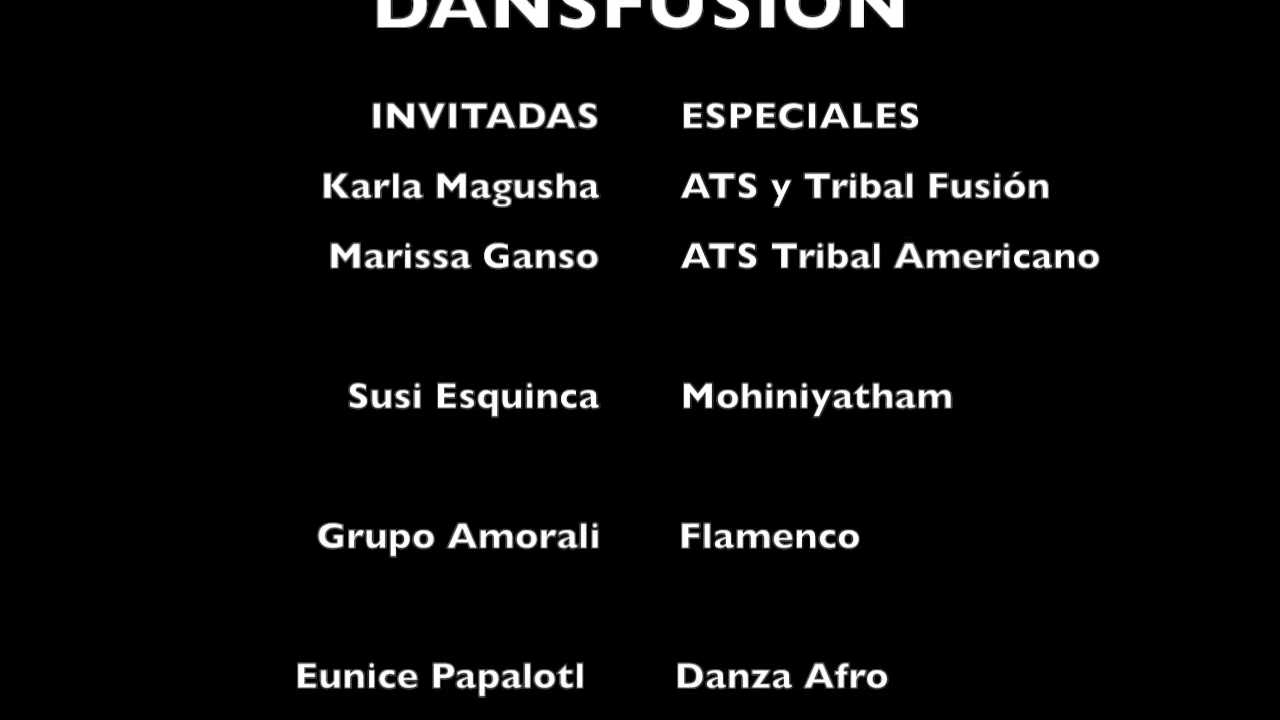 DANSFUSION
INVITADAS ESPECIALES
Karla Magusha ATS y Tribal Fusión
Marissa Ganso ATS Tribal Americano
Susi Esquinca Mohiniyatham
Grupo Amorali Flamenco
Eunice Papalotl Danza Afro